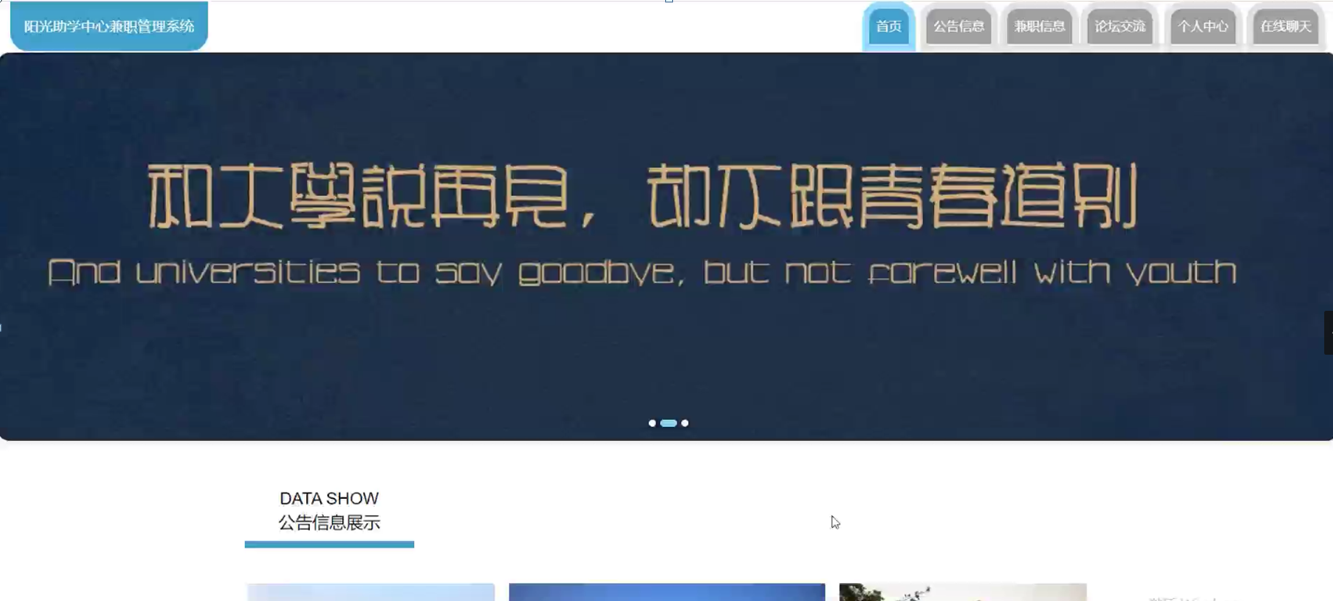 阳光助学中心兼职管理系统
首页
公告信息
兼职信息
论坛交流
个人中心
在线聊天
和大學説再見，却不跟青春道别
And universities to say goodbye, but not farewell with youth
DATA SHOW
公告信息展示